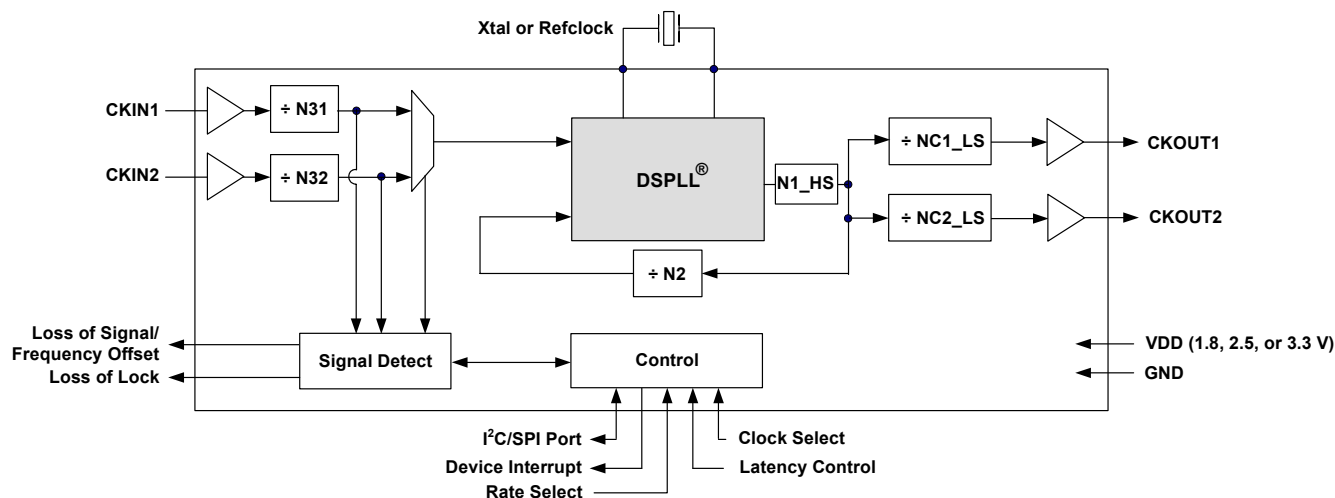 Xtal or Refclock
CKIN1
÷ N31
CKIN2
÷ N32
DSPLL®
N1_HS
÷ NC1_LS
CKOUT1
÷ NC2_LS
CKOUT2
÷ N2
Loss of Signal/
Frequency Offset
Loss of Lock
Signal Detect
Control
VDD (1.8, 2.5, or 3.3 V)
GND
I²C/SPI Port
Device Interrupt
Rate Select
Clock Select
Latency Control